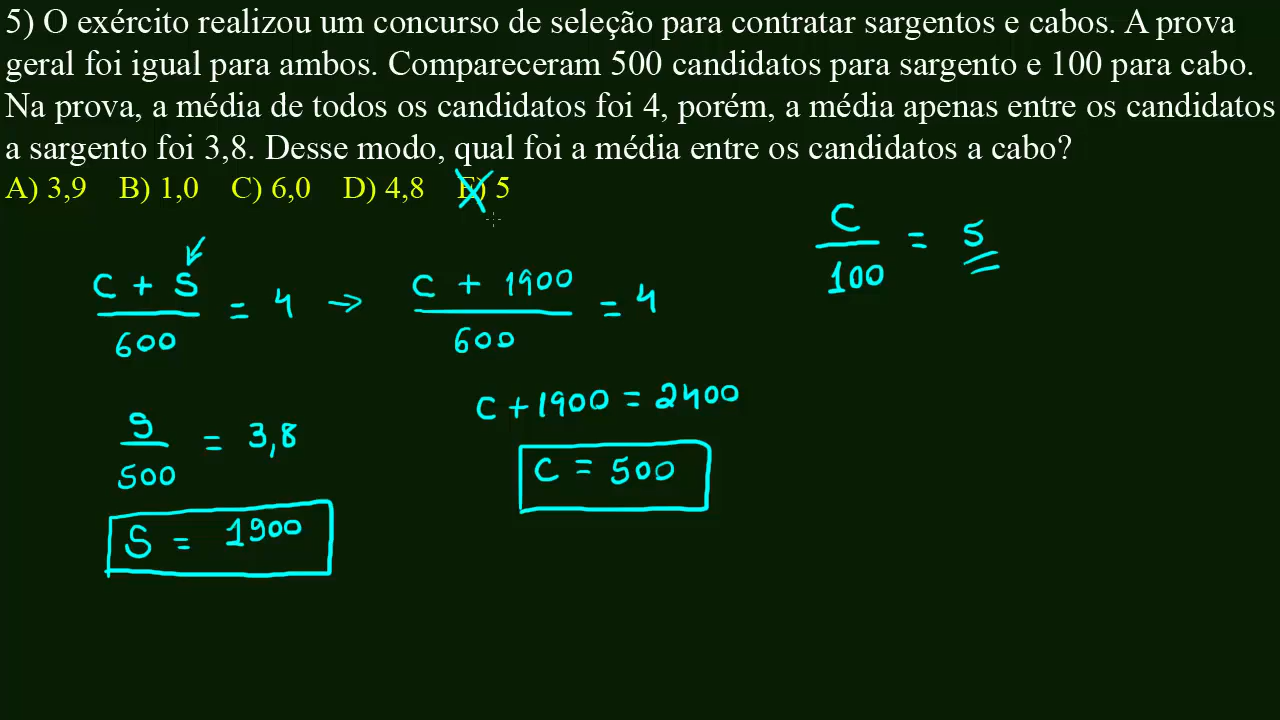 5) O exército realizou um concurso de seleção para contratar sargentos e cabos. A prova
geral foi igual para ambos. Compareceram 500 candidatos para sargento e 100 para cabo.
Na prova, a média de todos os candidatos foi 4, porém, a média apenas entre os candidatos
a sargento foi 3,8. Desse modo, qual foi a média entre os candidatos a cabo?
A) 3,9 B) 1,0 C) 6,0 D) 4,8 E) 5
C + S / 600 = 4 → C + 1900 / 600 = 4
C / 100 = 5
S / 500 = 3,8
C + 1900 = 2400
S = 1900
C = 500